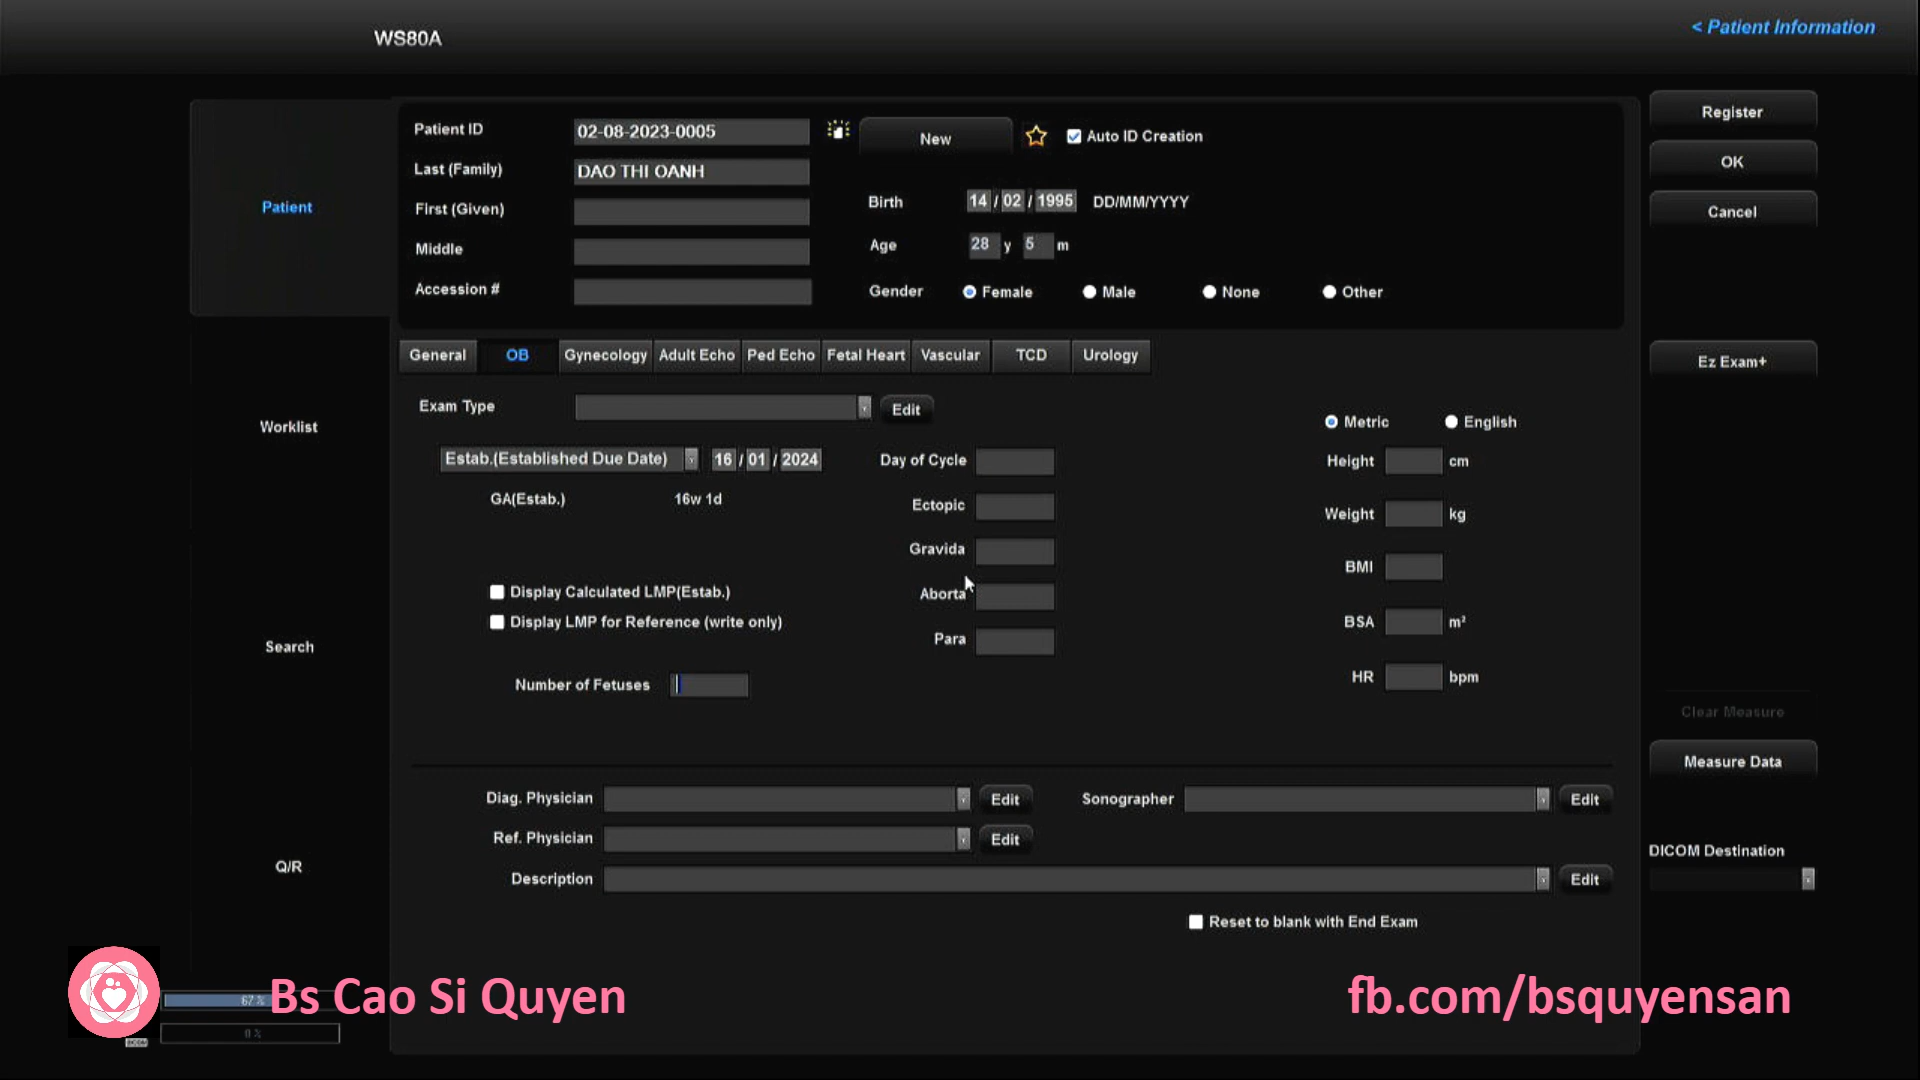 WS80A
< Patient Information
Patient
Worklist
Search
Q/R
Patient ID 02-08-2023-0005 New Auto ID Creation
Last (Family) DAO THI OANH
First (Given)
Middle
Accession #
Birth 14 / 02 / 1995 DD/MM/YYYY
Age 28 y 5 m
Gender Female Male None Other
Register
OK
Cancel
Ez Exam+
Clear Measure
Measure Data
DICOM Destination
General OB Gynecology Adult Echo Ped Echo Fetal Heart Vascular TCD Urology
Exam Type Edit
Estab.(Established Due Date) 16 / 01 / 2024
GA(Estab.) 16w 1d
Display Calculated LMP(Estab.)
Display LMP for Reference (write only)
Number of Fetuses
Day of Cycle
Ectopic
Gravida
Aborta
Para
Metric English
Height cm
Weight kg
BMI
BSA m²
HR bpm
Diag. Physician Edit Sonographer Edit
Ref. Physician Edit
Description Edit
Reset to blank with End Exam
67 %
0 %
Bs Cao Si Quyen
fb.com/bsquyensan